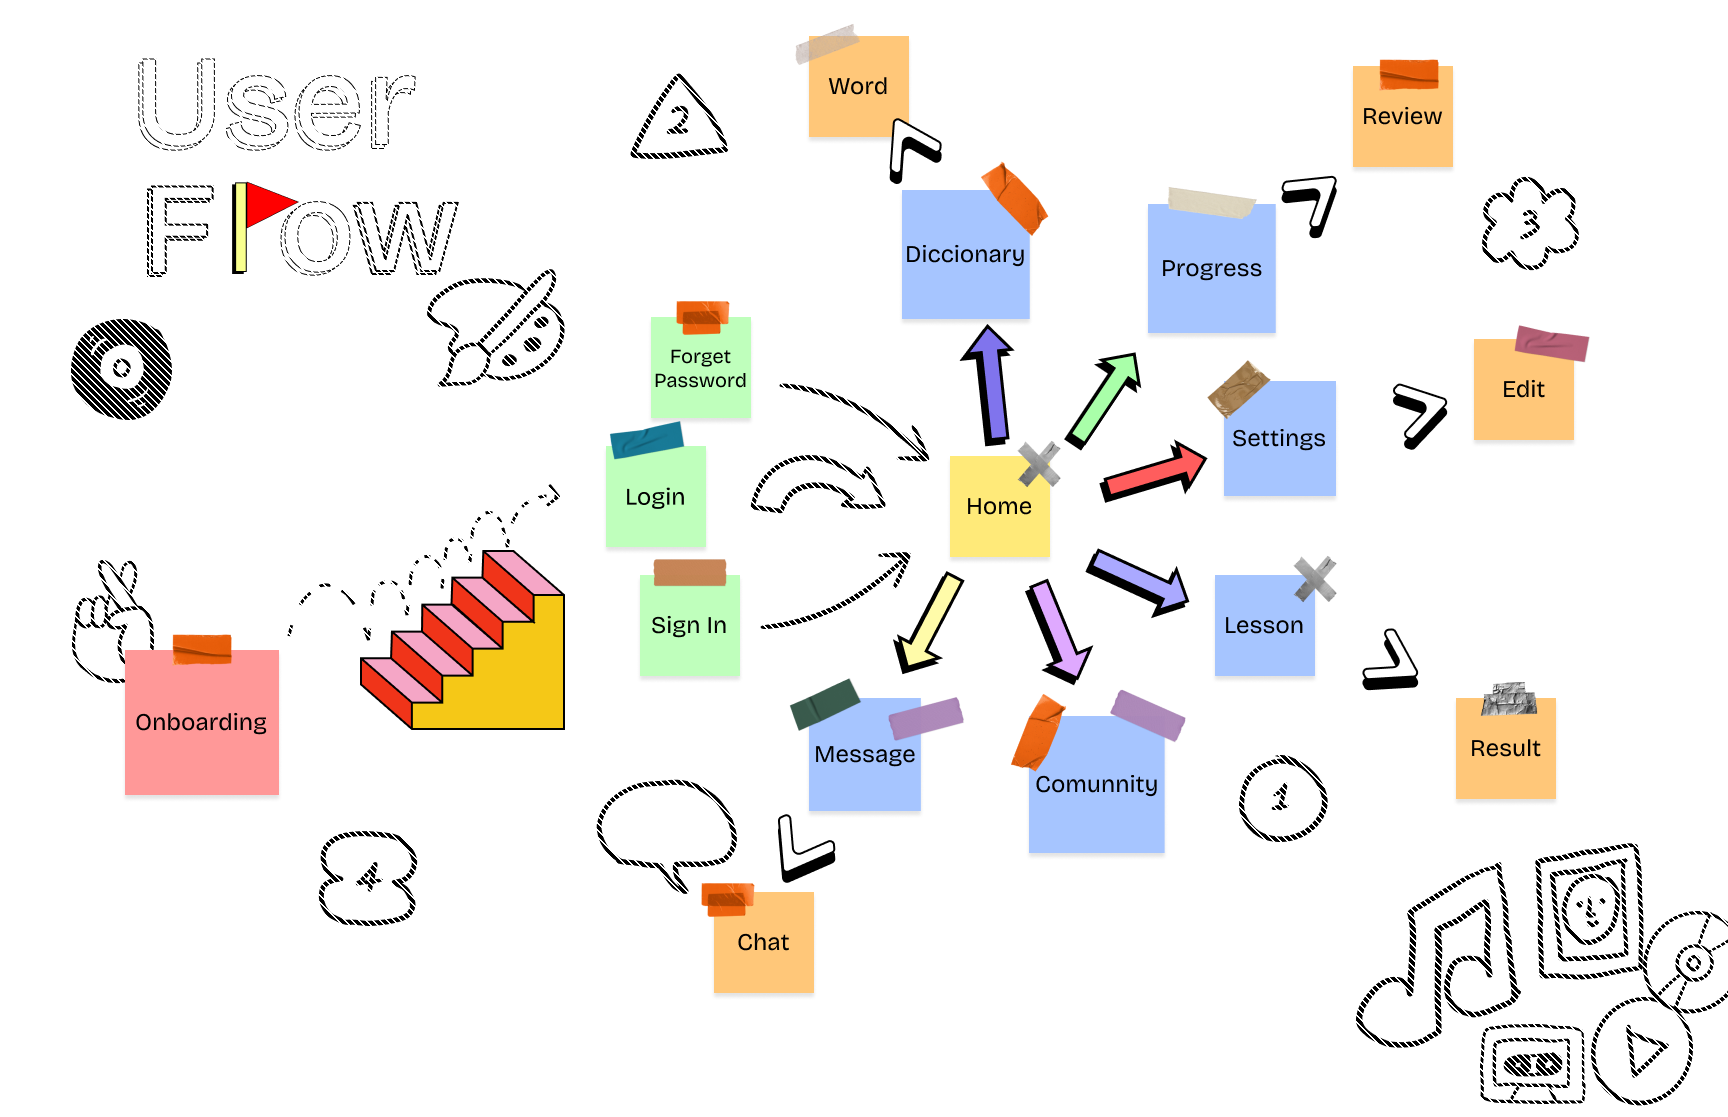 User
Flow
2
Word
Review
Diccionary
Progress
3
Forget
Password
Settings
Edit
Login
Home
Sign In
Lesson
Onboarding
Message
Comunnity
Result
1
4
Chat